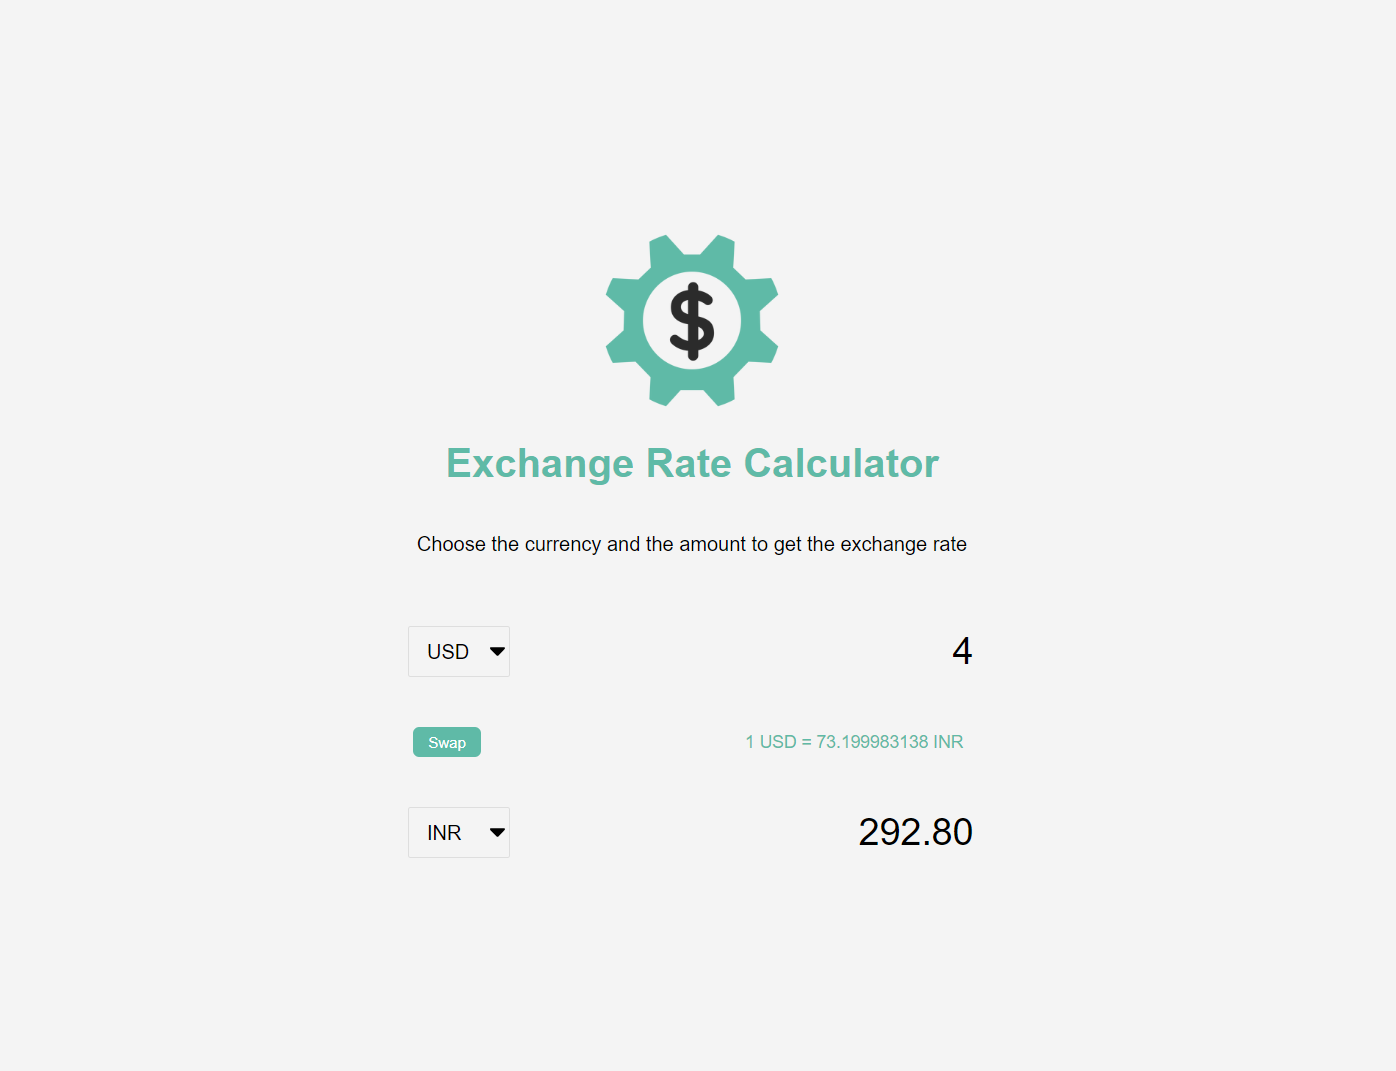 $
Exchange Rate Calculator
Choose the currency and the amount to get the exchange rate
USD 4
Swap 1 USD = 73.199983138 INR
INR 292.80